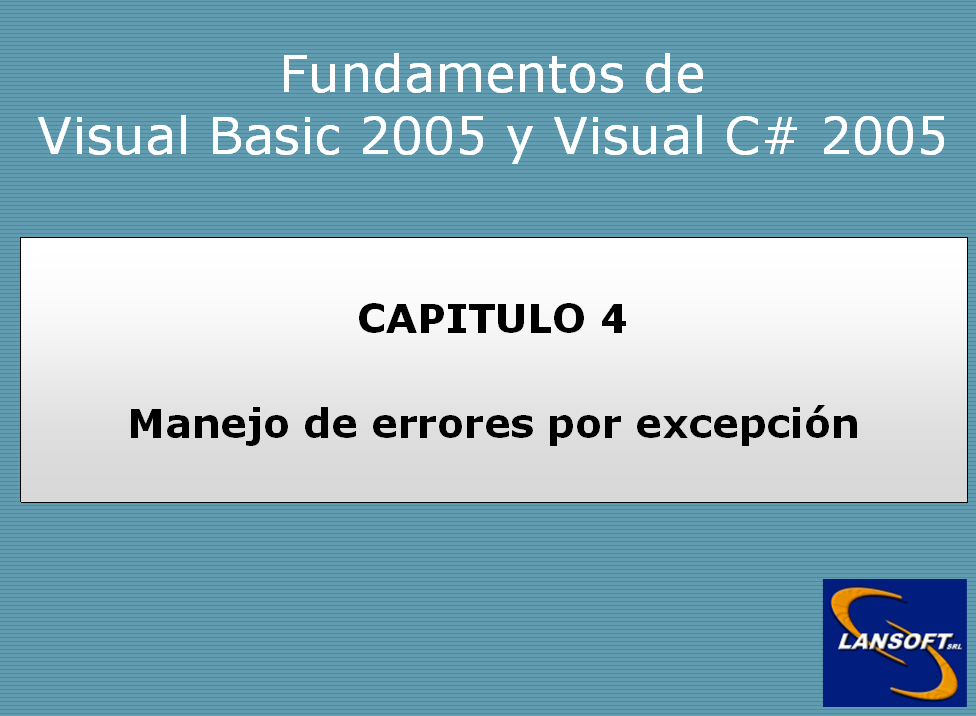 Fundamentos de
Visual Basic 2005 y Visual C# 2005
CAPITULO 4
Manejo de errores por excepción
LANSOFT SRL